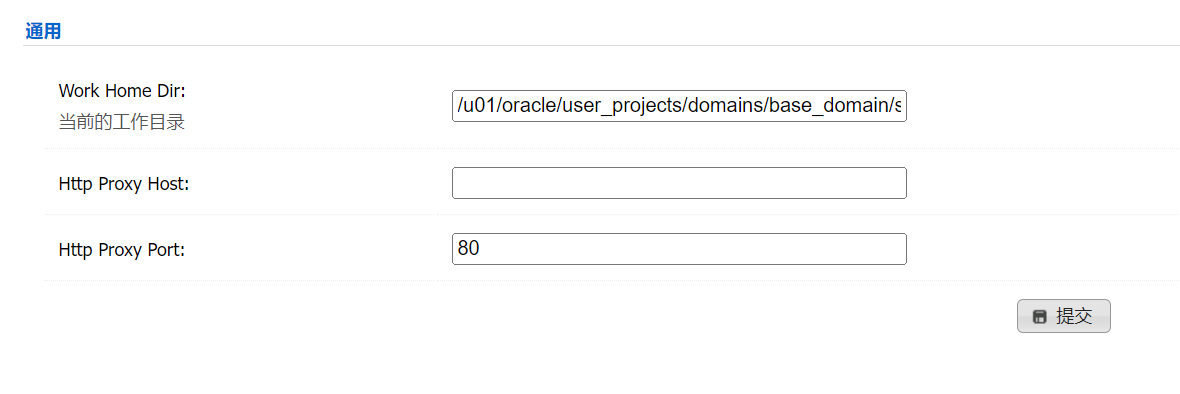 通用
Work Home Dir:
当前的工作目录
/u01/oracle/user_projects/domains/base_domain/s
Http Proxy Host:
Http Proxy Port:
80
提交